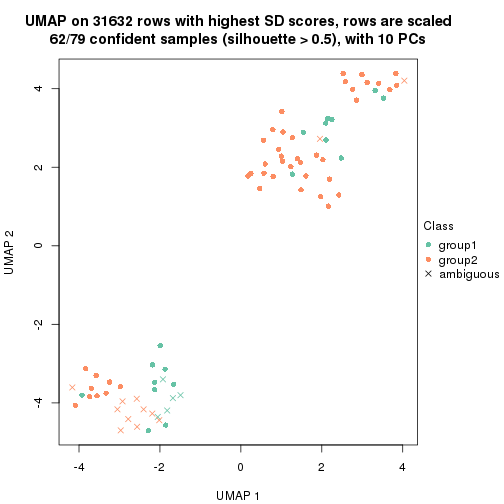 UMAP on 31632 rows with highest SD scores, rows are scaled
62/79 confident samples (silhouette > 0.5), with 10 PCs
4
2
0
-2
-4
UMAP 2
Class
group1
group2
ambiguous
-4
-2
0
2
4
UMAP 1